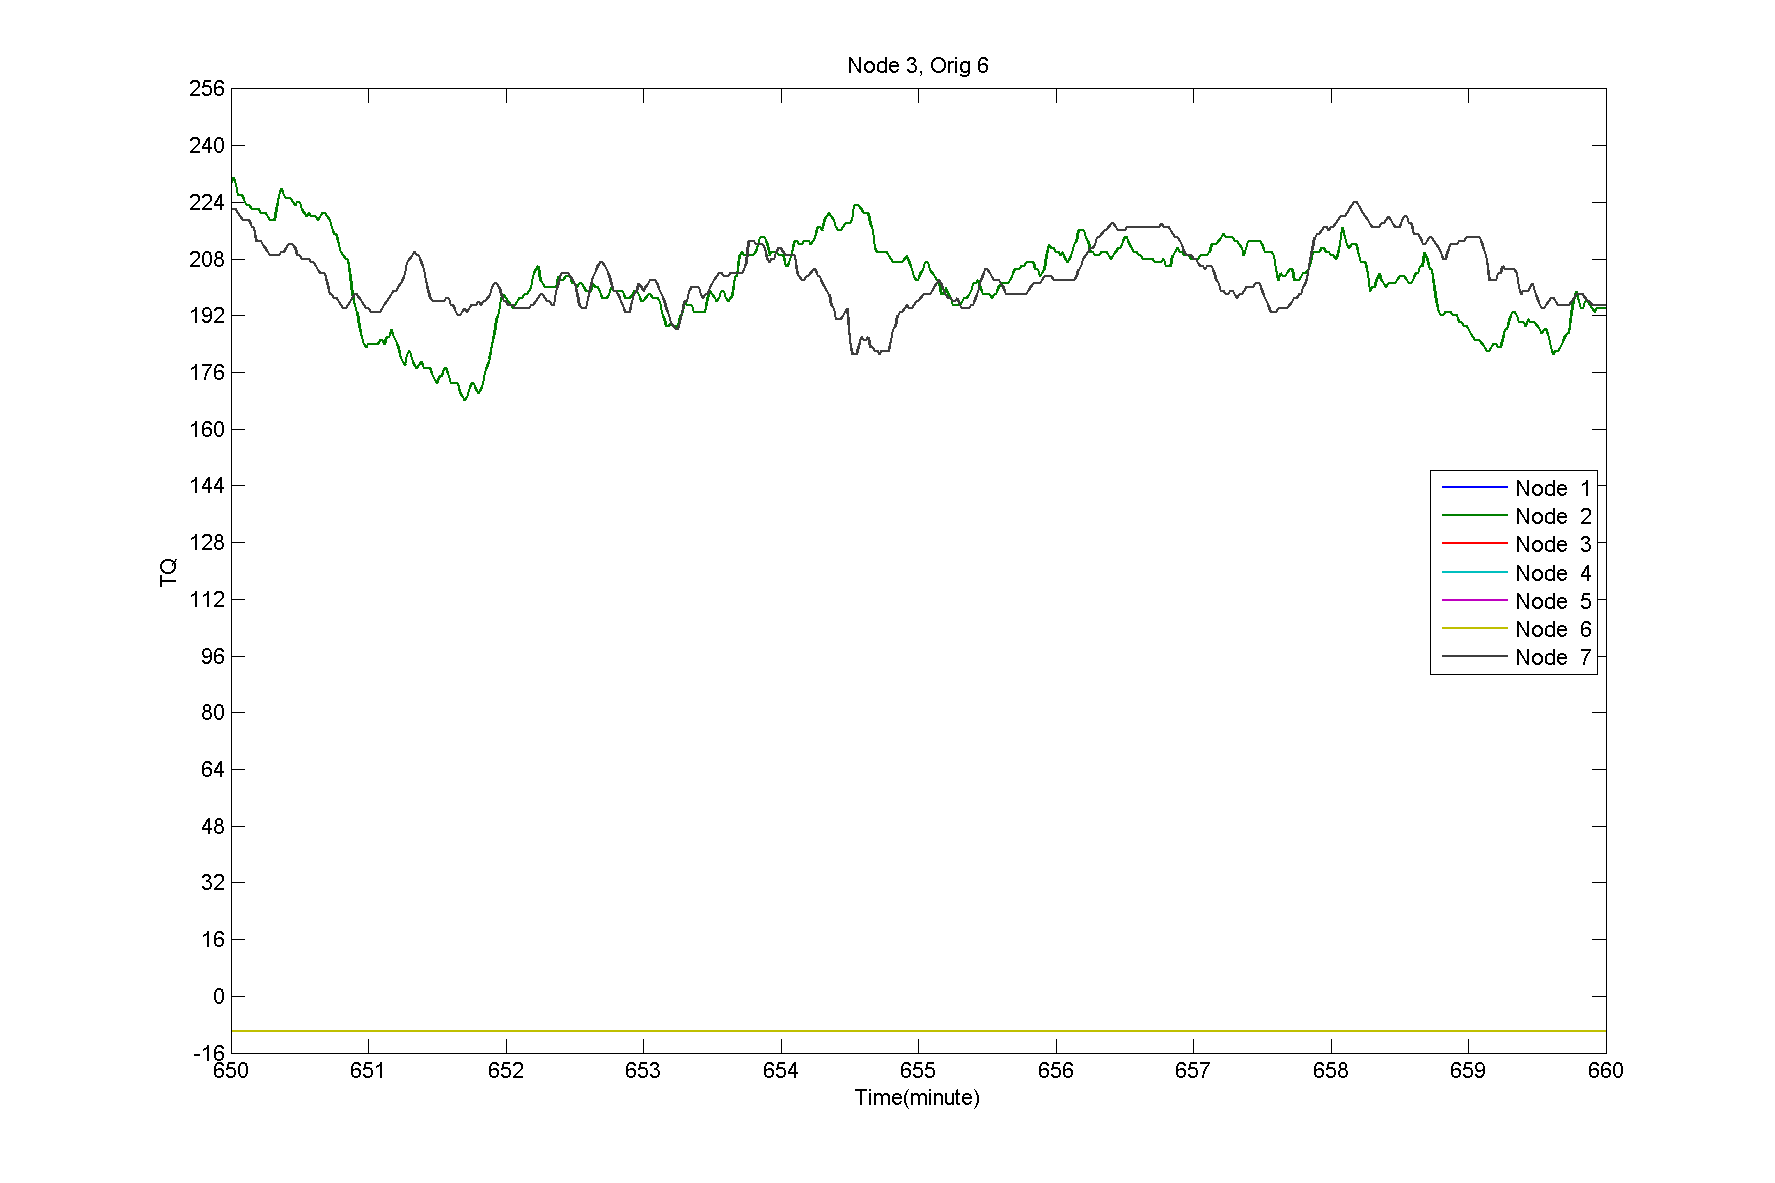 Node 3, Orig 6
256
240
224
208
192
176
160
144
128
112
96
80
64
48
32
16
0
-16
TQ
Node 1
Node 2
Node 3
Node 4
Node 5
Node 6
Node 7
650 651 652 653 654 655 656 657 658 659 660
Time(minute)